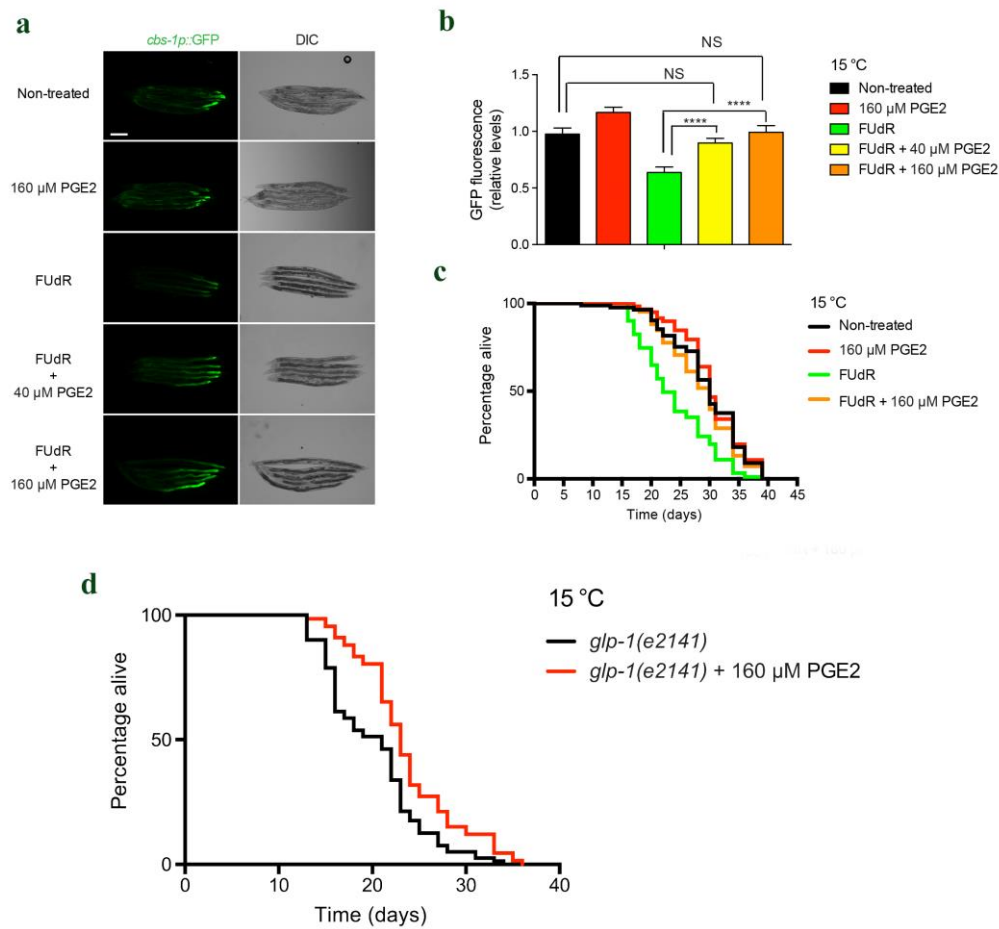 a
cbs-1p::GFP DIC
Non-treated
160 µM PGE2
FUdR
FUdR
+
40 µM PGE2
FUdR
+
160 µM PGE2
b
NS
NS
****
****
GFP fluorescence
(relative levels)
1.5
1.0
0.5
0.0
15 °C
Non-treated
160 µM PGE2
FUdR
FUdR + 40 µM PGE2
FUdR + 160 µM PGE2
c
Percentage alive
100
50
0
0 5 10 15 20 25 30 35 40 45
Time (days)
15 °C
Non-treated
160 µM PGE2
FUdR
FUdR + 160 µM PGE2
d
Percentage alive
100
50
0
0 10 20 30 40
Time (days)
15 °C
glp-1(e2141)
glp-1(e2141) + 160 µM PGE2